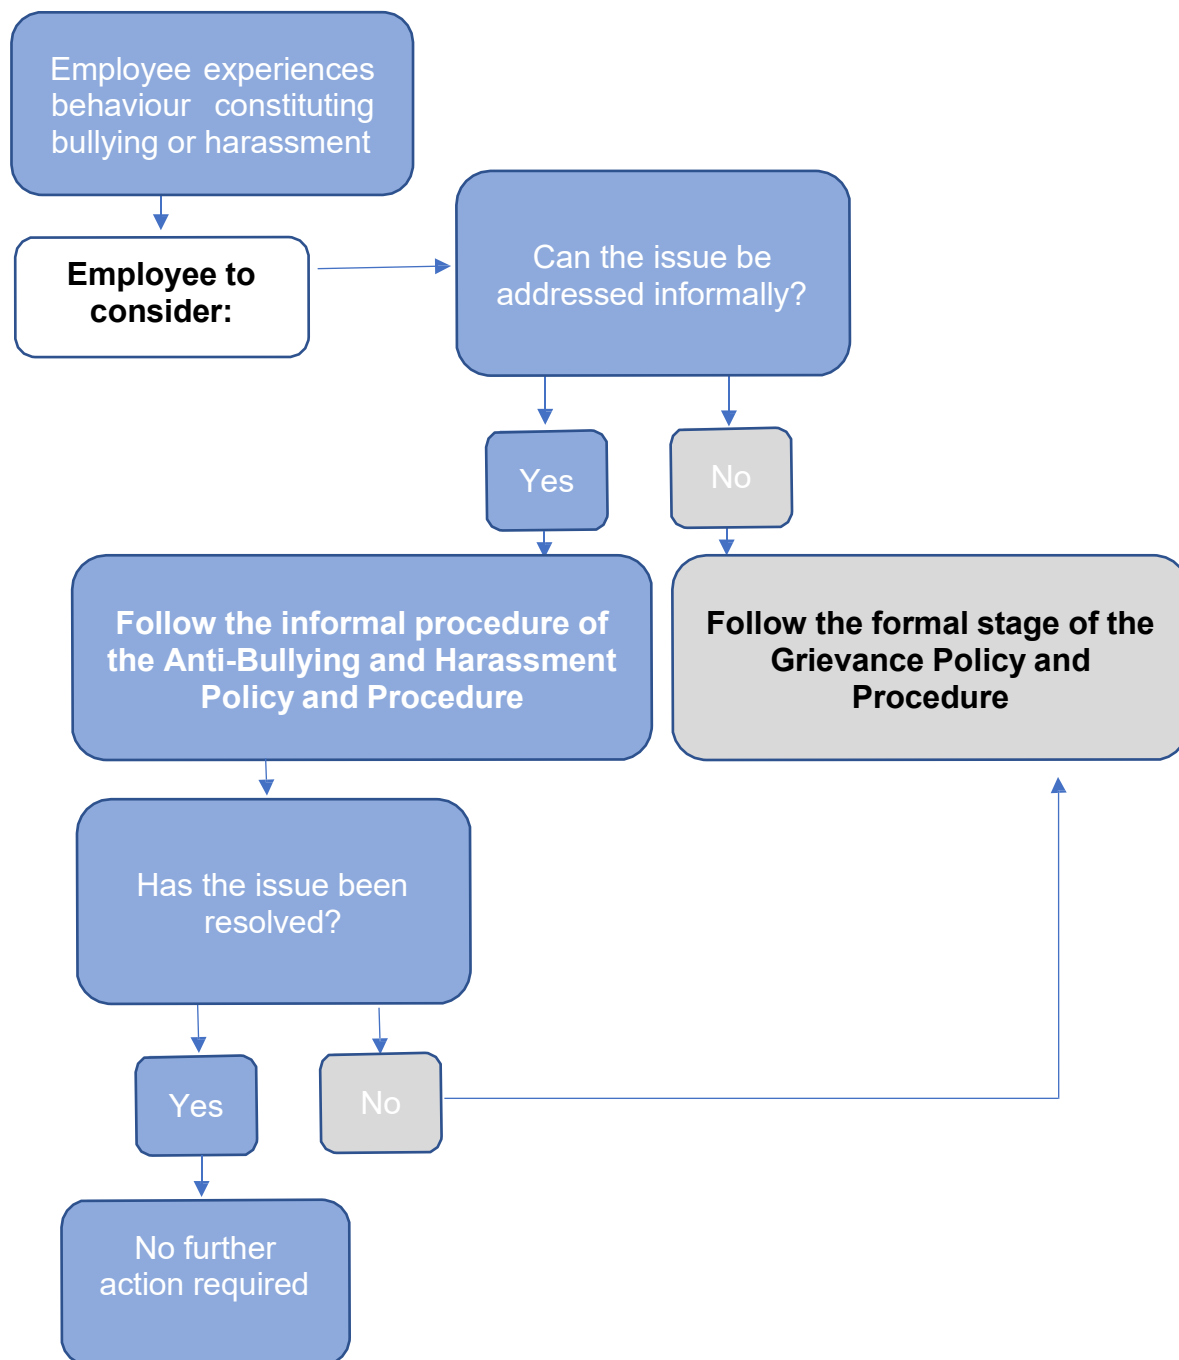 Employee experiences
behaviour constituting
bullying or harassment
Employee to
consider:
Can the issue be
addressed informally?
Yes
No
Follow the informal procedure of
the Anti-Bullying and Harassment
Policy and Procedure
Follow the formal stage of the
Grievance Policy and
Procedure
Has the issue been
resolved?
Yes
No
No further
action required